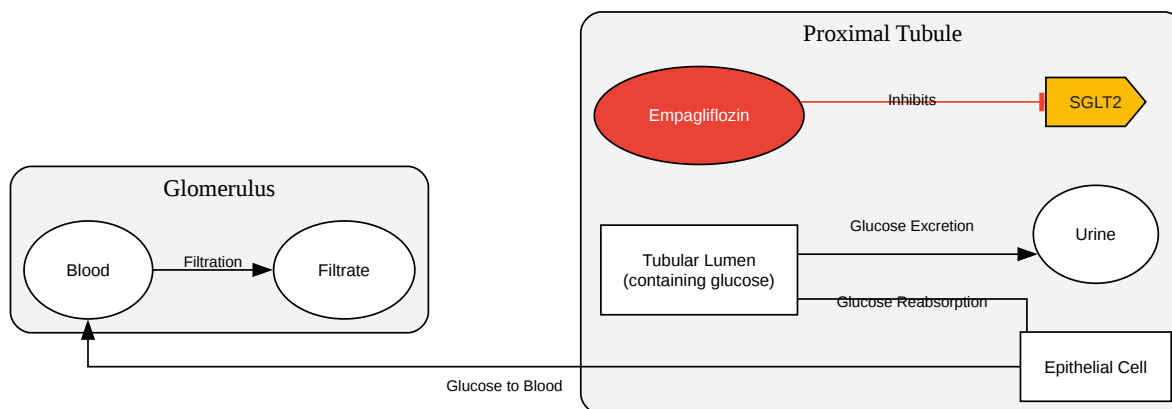 Proximal Tubule
Empagliflozin
Inhibits
SGLT2
Glomerulus
Blood
Filtration
Filtrate
Tubular Lumen
(containing glucose)
Glucose Excretion
Urine
Glucose Reabsorption
Epithelial Cell
Glucose to Blood